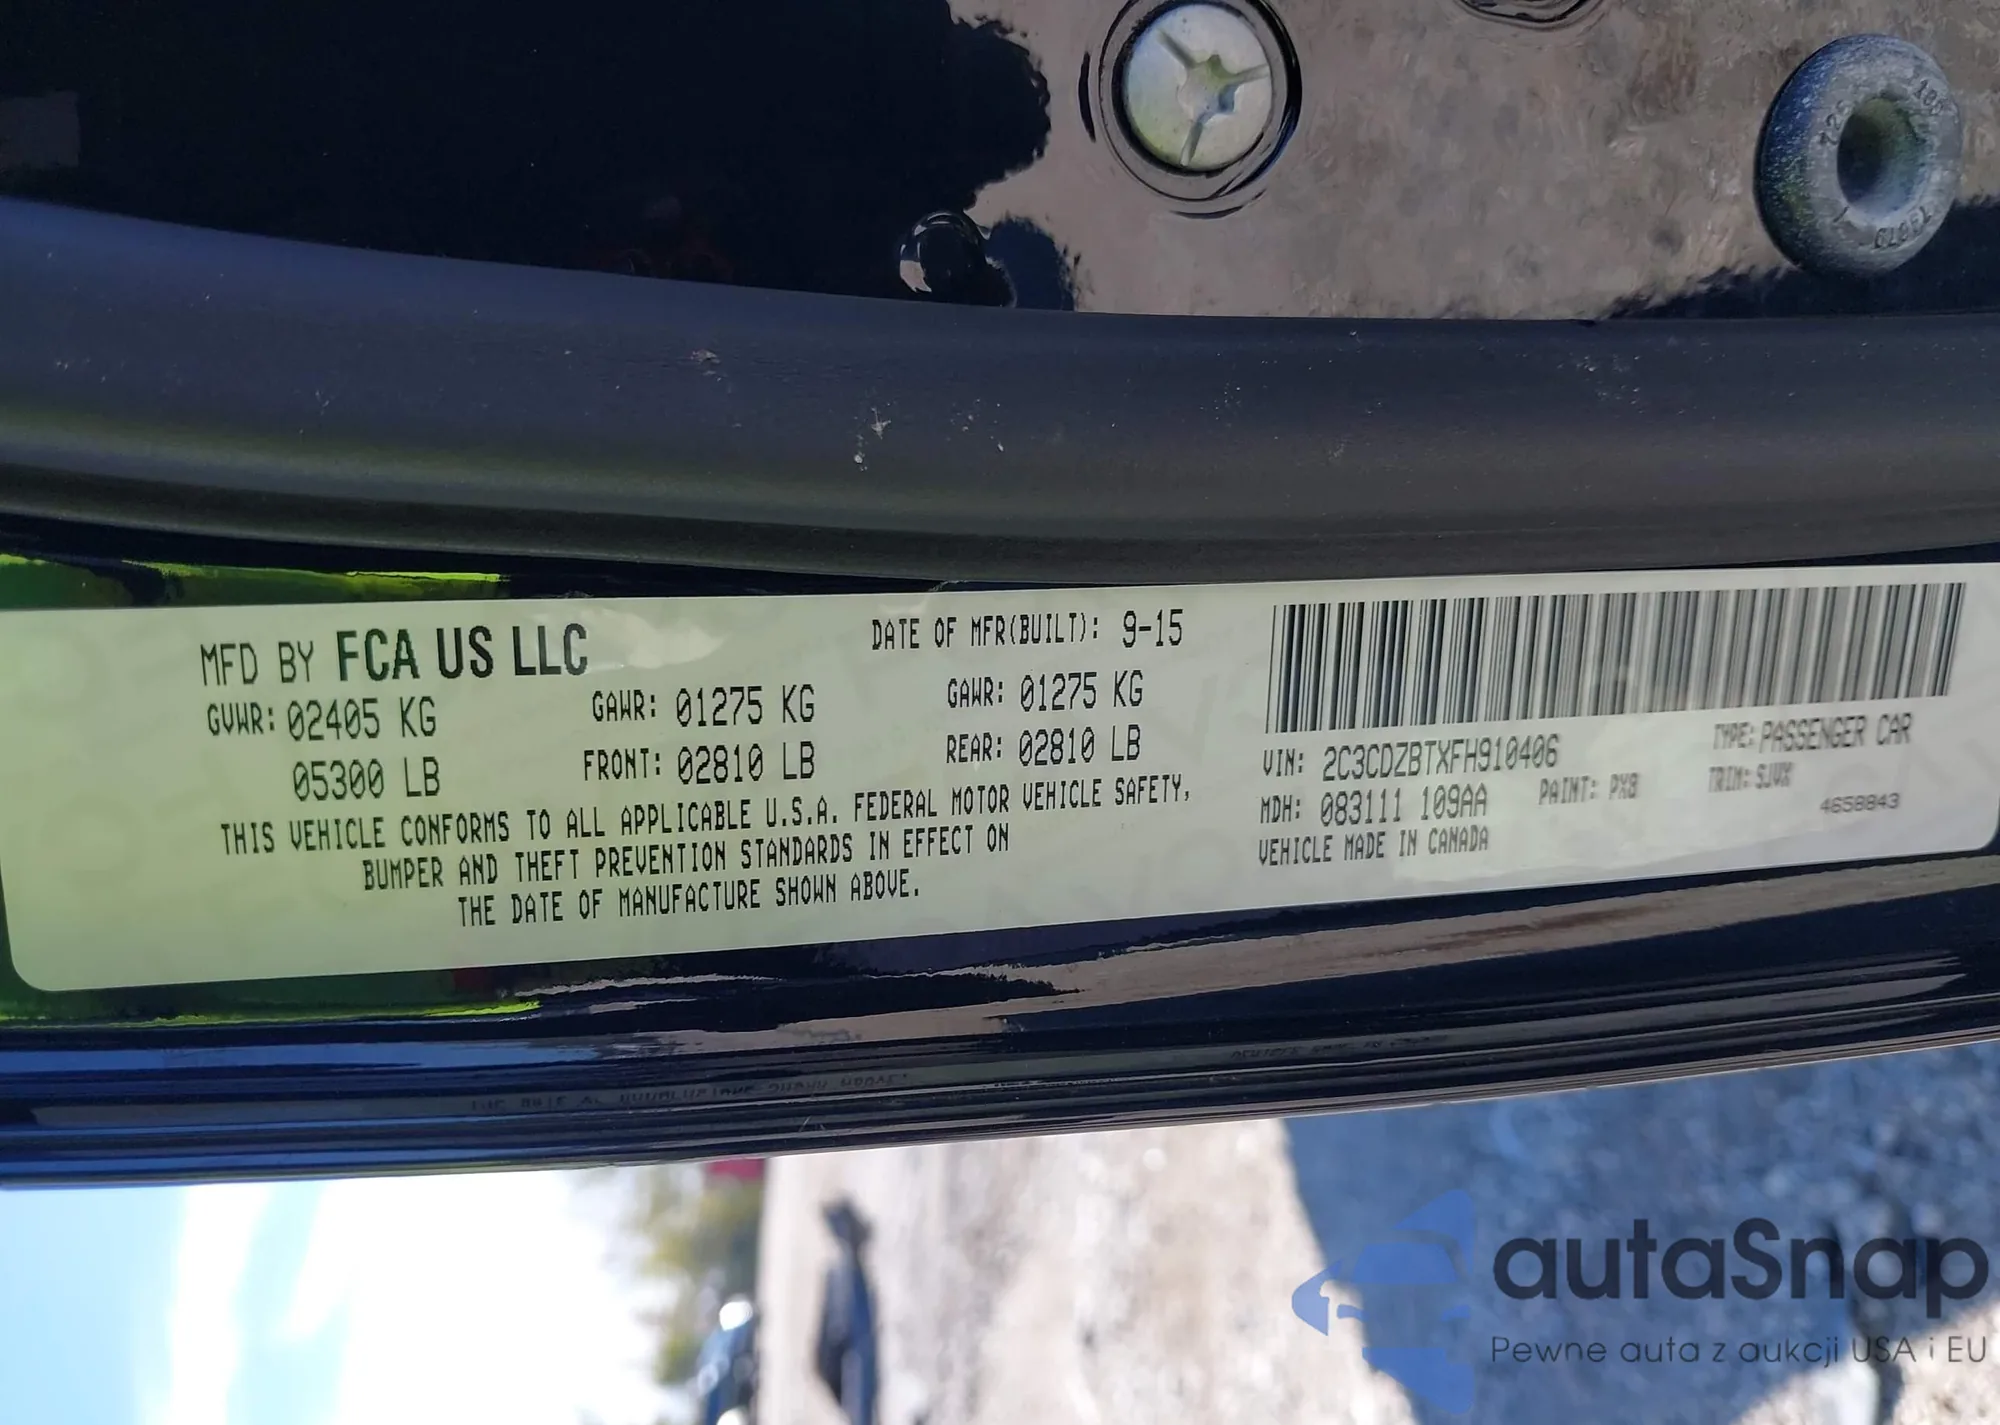 MFD BY FCA US LLC
DATE OF MFR(BUILT): 9-15
GVWR: 02405 KG
GAWR: 01275 KG
GAWR: 01275 KG
05300 LB
FRONT: 02810 LB
REAR: 02810 LB
THIS VEHICLE CONFORMS TO ALL APPLICABLE U.S.A. FEDERAL MOTOR VEHICLE SAFETY,
BUMPER AND THEFT PREVENTION STANDARDS IN EFFECT ON
THE DATE OF MANUFACTURE SHOWN ABOVE.
VIN: 2C3CDZBTXFH910406
TYPE: PASSENGER CAR
MDH: 083111 109AA
PAINT: PX8
TRIM: SJVX
4658843
VEHICLE MADE IN CANADA
autaSnap
Pewne auta z aukcji USA i EU